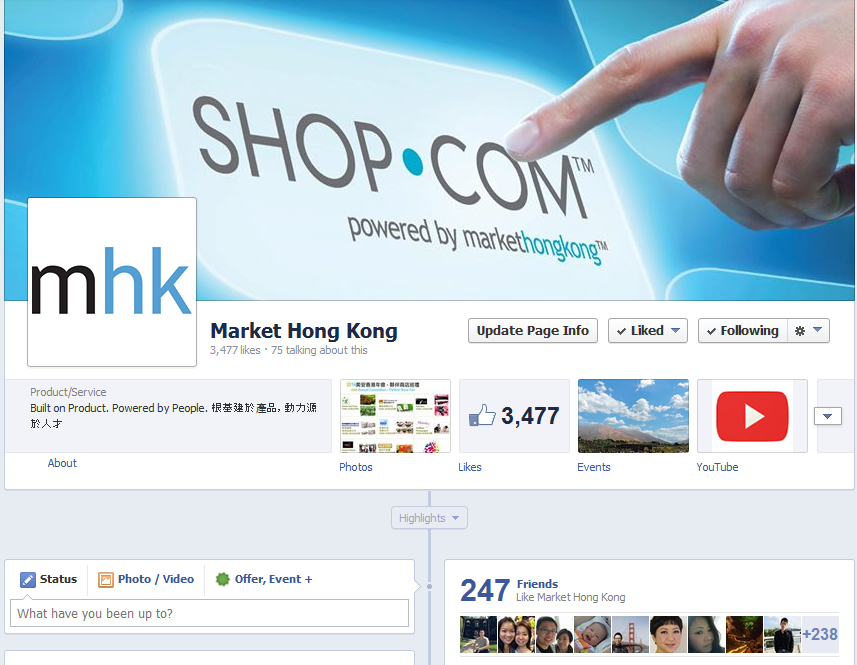 SHOP•COM™
powered by markethongkong™
mhk
Market Hong Kong
3,477 likes · 75 talking about this
Update Page Info
Liked
Following
Product/Service
Built on Product. Powered by People. 根基建於產品, 動力源
於人才
About
3,477
Photos
Likes
Events
YouTube
Highlights
Status
Photo / Video
Offer, Event +
What have you been up to?
247 Friends
Like Market Hong Kong
+238